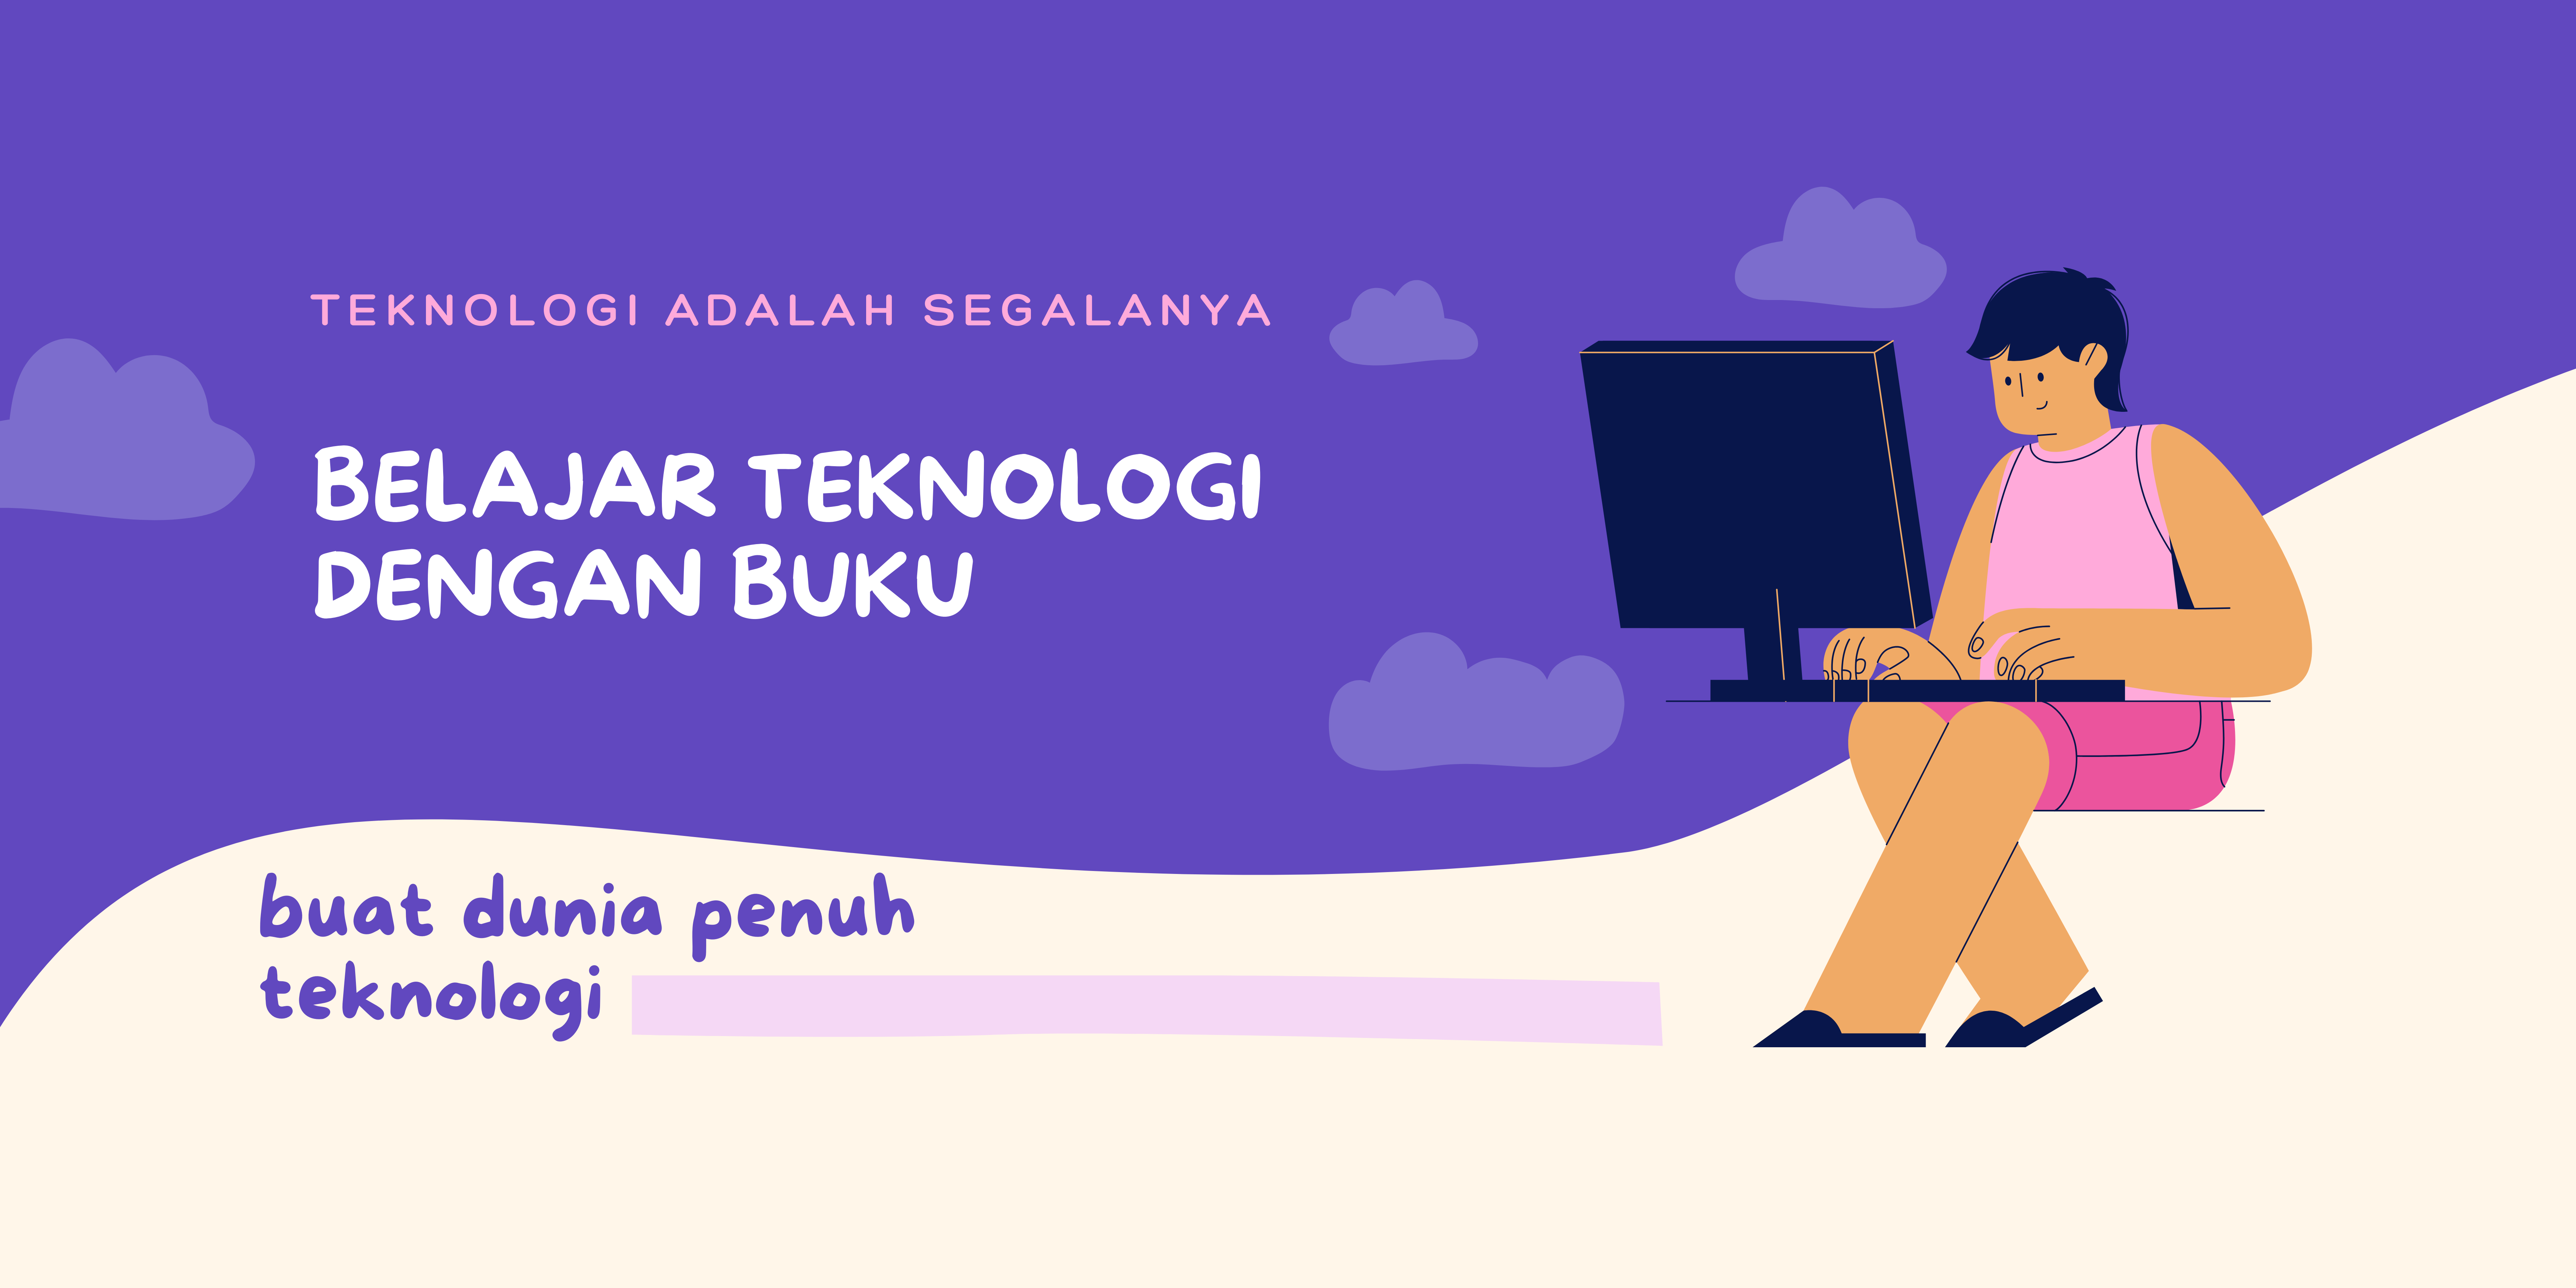 TEKNOLOGI ADALAH SEGALANYA
BELAJAR TEKNOLOGI
DENGAN BUKU
buat dunia penuh
teknologi